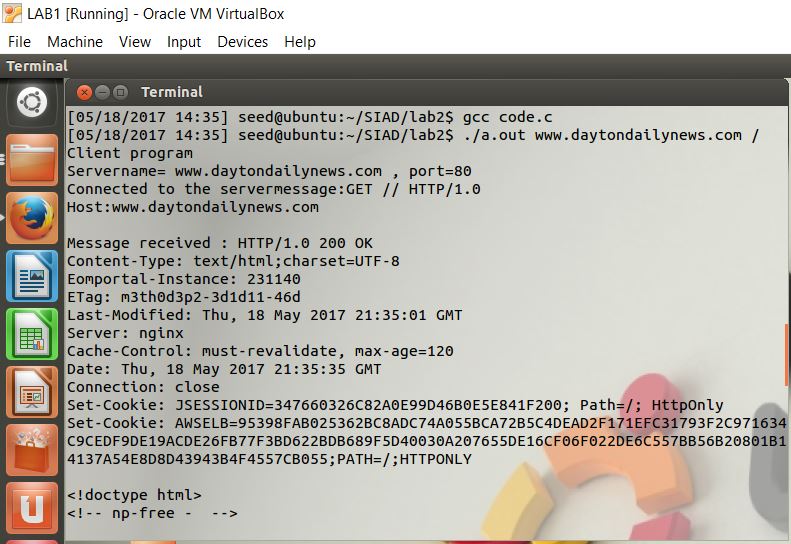 LAB1 [Running] - Oracle VM VirtualBox
File Machine View Input Devices Help
Terminal
Terminal
[05/18/2017 14:35] seed@ubuntu:~/SIAD/lab2$ gcc code.c
[05/18/2017 14:35] seed@ubuntu:~/SIAD/lab2$ ./a.out www.daytondailynews.com /
Client program
Servername= www.daytondailynews.com , port=80
Connected to the servermessage:GET // HTTP/1.0
Host:www.daytondailynews.com
Message received : HTTP/1.0 200 OK
Content-Type: text/html;charset=UTF-8
Eomportal-Instance: 231140
ETag: m3th0d3p2-3d1d11-46d
Last-Modified: Thu, 18 May 2017 21:35:01 GMT
Server: nginx
Cache-Control: must-revalidate, max-age=120
Date: Thu, 18 May 2017 21:35:35 GMT
Connection: close
Set-Cookie: JSESSIONID=347660326C82A0E99D46B0E5E841F200; Path=/; HttpOnly
Set-Cookie: AWSELB=95398FAB025362BC8ADC74A055BCA72B5C4DEAD2F171EFC31793F2C971634
C9CEDF9DE19ACDE26FB77F3BD622BDB689F5D40030A207655DE16CF06F022DE6C557BB56B20801B1
4137A54E8D8D43943B4F4557CB055;PATH=/;HTTPONLY
<!doctype html>
<!-- np-free -  -->